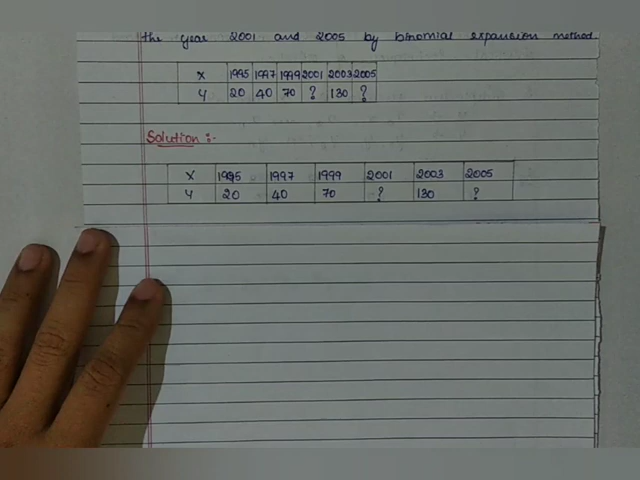 the year 2001 and 2005 by binomial expansion method
X 1995 1997 1999 2001 2003 2005
Y 20 40 70 ? 130 ?
Solution :-
X 1995 1997 1999 2001 2003 2005
Y 20 40 70 ? 130 ?